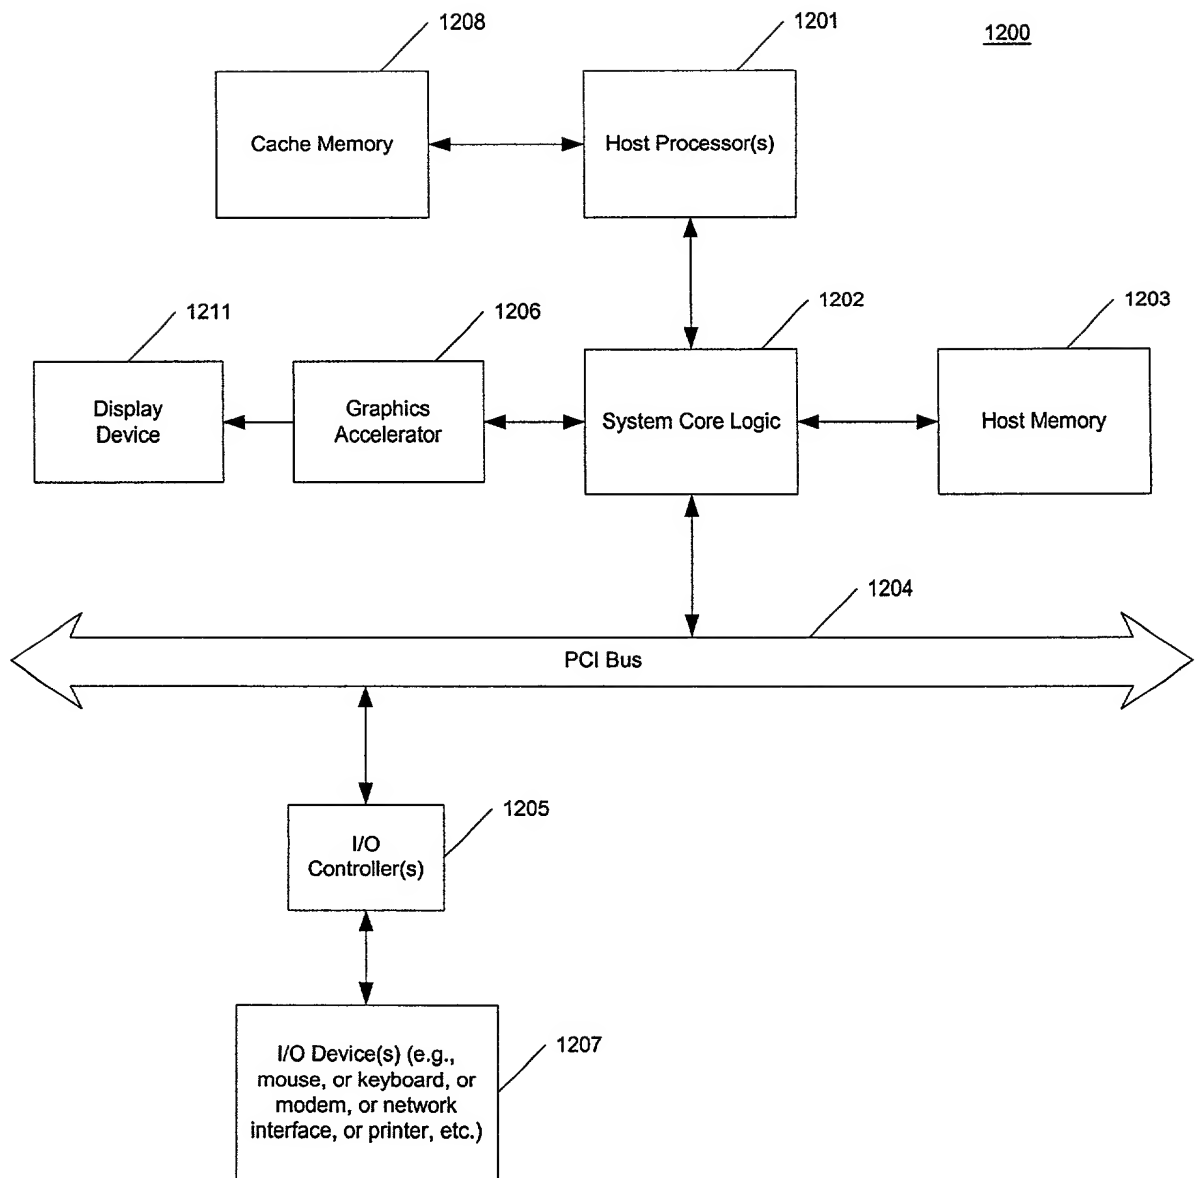 1208
1201
1200
Cache Memory
Host Processor(s)
1211
1206
1202
1203
Display
Device
Graphics
Accelerator
System Core Logic
Host Memory
1204
PCI Bus
1205
I/O
Controller(s)
1207
I/O Device(s) (e.g.,
mouse, or keyboard, or
modem, or network
interface, or printer, etc.)